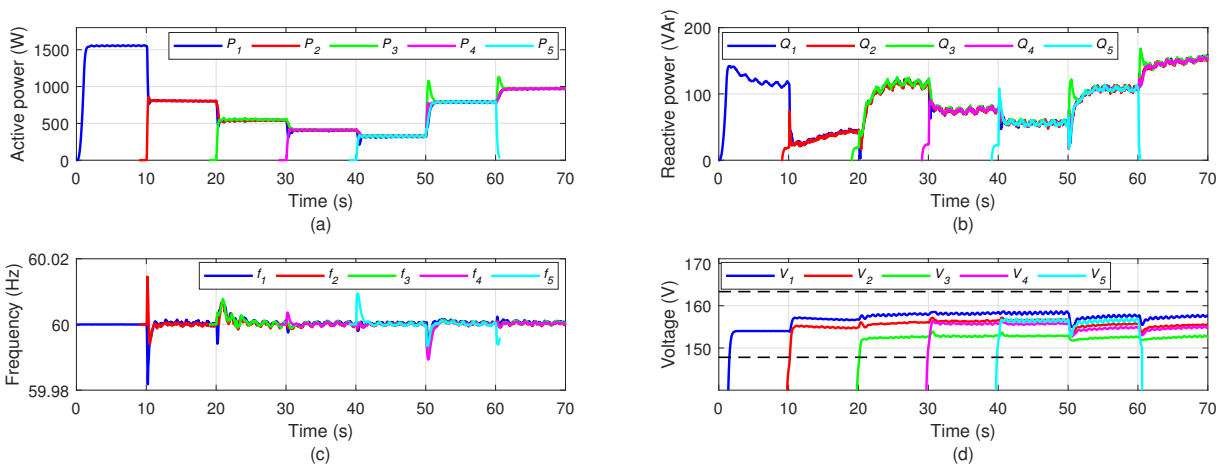 Active power (W)
1500
1000
500
0
P1 P2 P3 P4 P5
0 10 20 30 40 50 60 70
Time (s)
(a)
Reactive power (VAr)
200
100
0
Q1 Q2 Q3 Q4 Q5
0 10 20 30 40 50 60 70
Time (s)
(b)
Frequency (Hz)
60.02
60
59.98
f1 f2 f3 f4 f5
0 10 20 30 40 50 60 70
Time (s)
(c)
Voltage (V)
170
160
150
V1 V2 V3 V4 V5
0 10 20 30 40 50 60 70
Time (s)
(d)